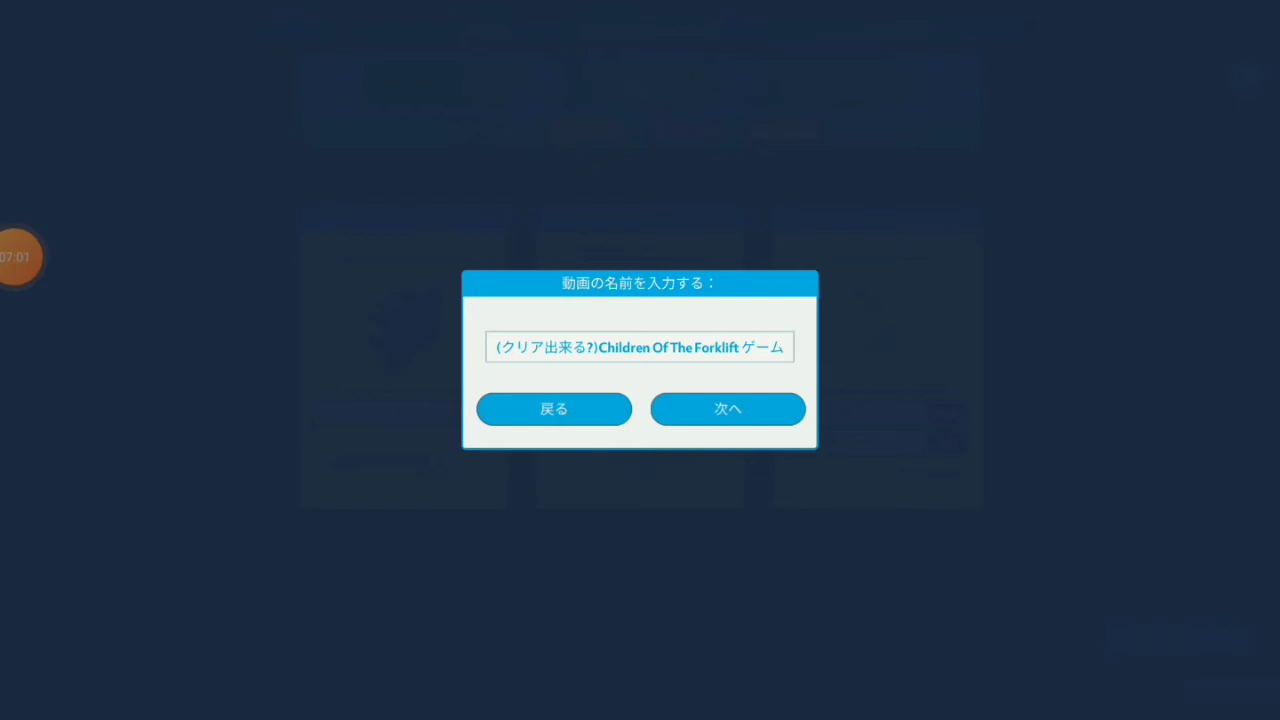 動画の名前を入力する：
07:01
(クリア出来る?)Children Of The Forklift ゲーム
戻る
次へ